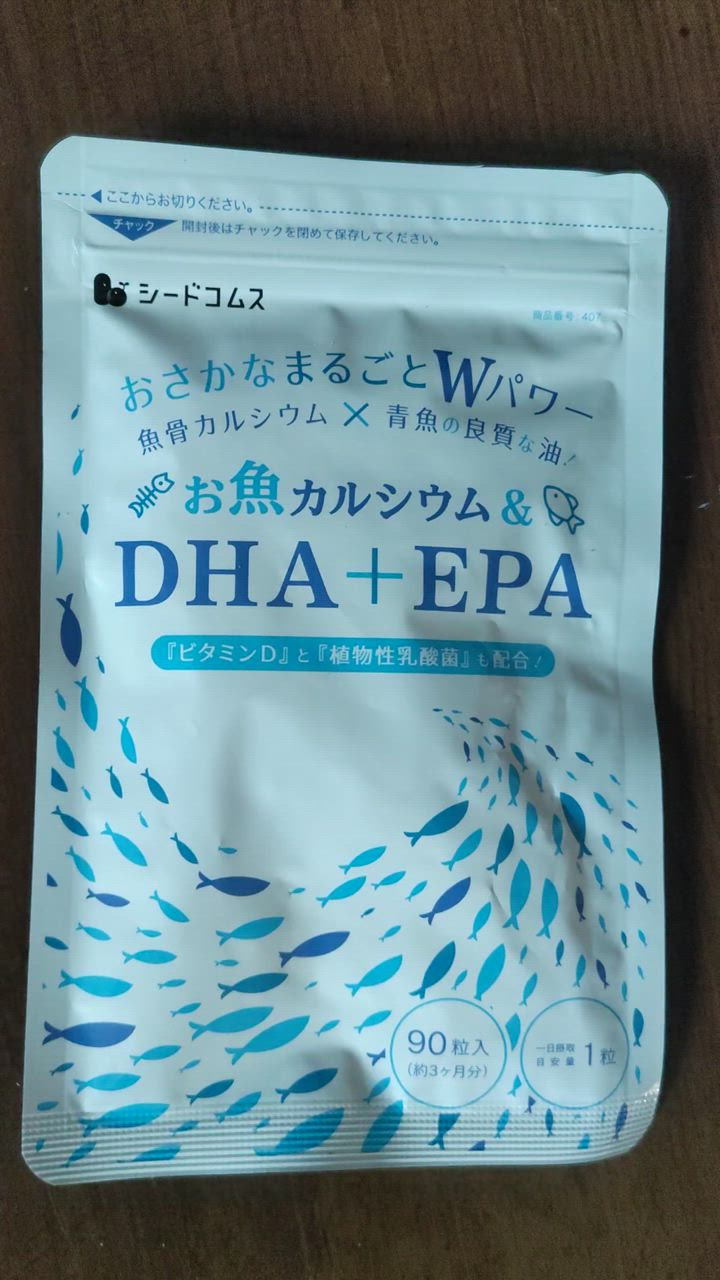 ここからお切りください。
チャック
開封後はチャックを閉めて保存してください。
シードコムス
商品番号:407
おさかなまるごとWパワー
魚骨カルシウム×青魚の良質な油!
お魚カルシウム&
DHA+EPA
『ビタミンD』と『植物性乳酸菌』も配合!
90粒入
(約3ヶ月分)
一日摂取
目安量 1粒